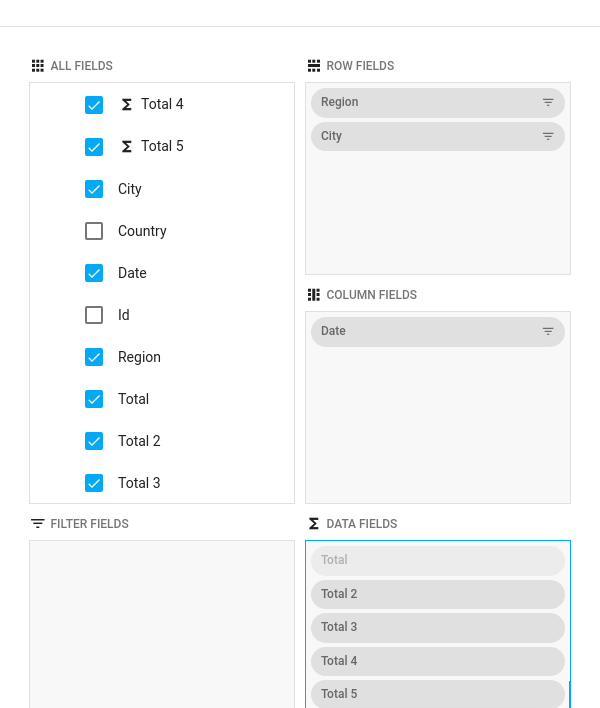 ALL FIELDS
Total 4
Total 5
City
Country
Date
Id
Region
Total
Total 2
Total 3
ROW FIELDS
Region
City
COLUMN FIELDS
Date
FILTER FIELDS
DATA FIELDS
Total
Total 2
Total 3
Total 4
Total 5